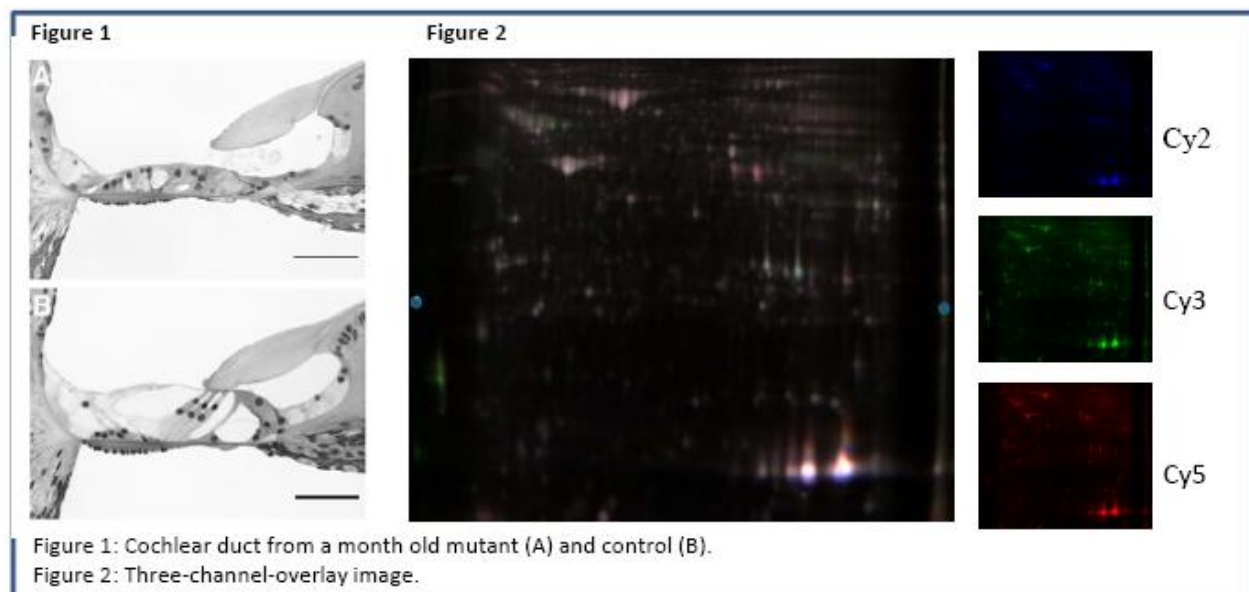 Figure 1
Figure 2
A
B
Cy2
Cy3
Cy5
Figure 1: Cochlear duct from a month old mutant (A) and control (B).
Figure 2: Three-channel-overlay image.